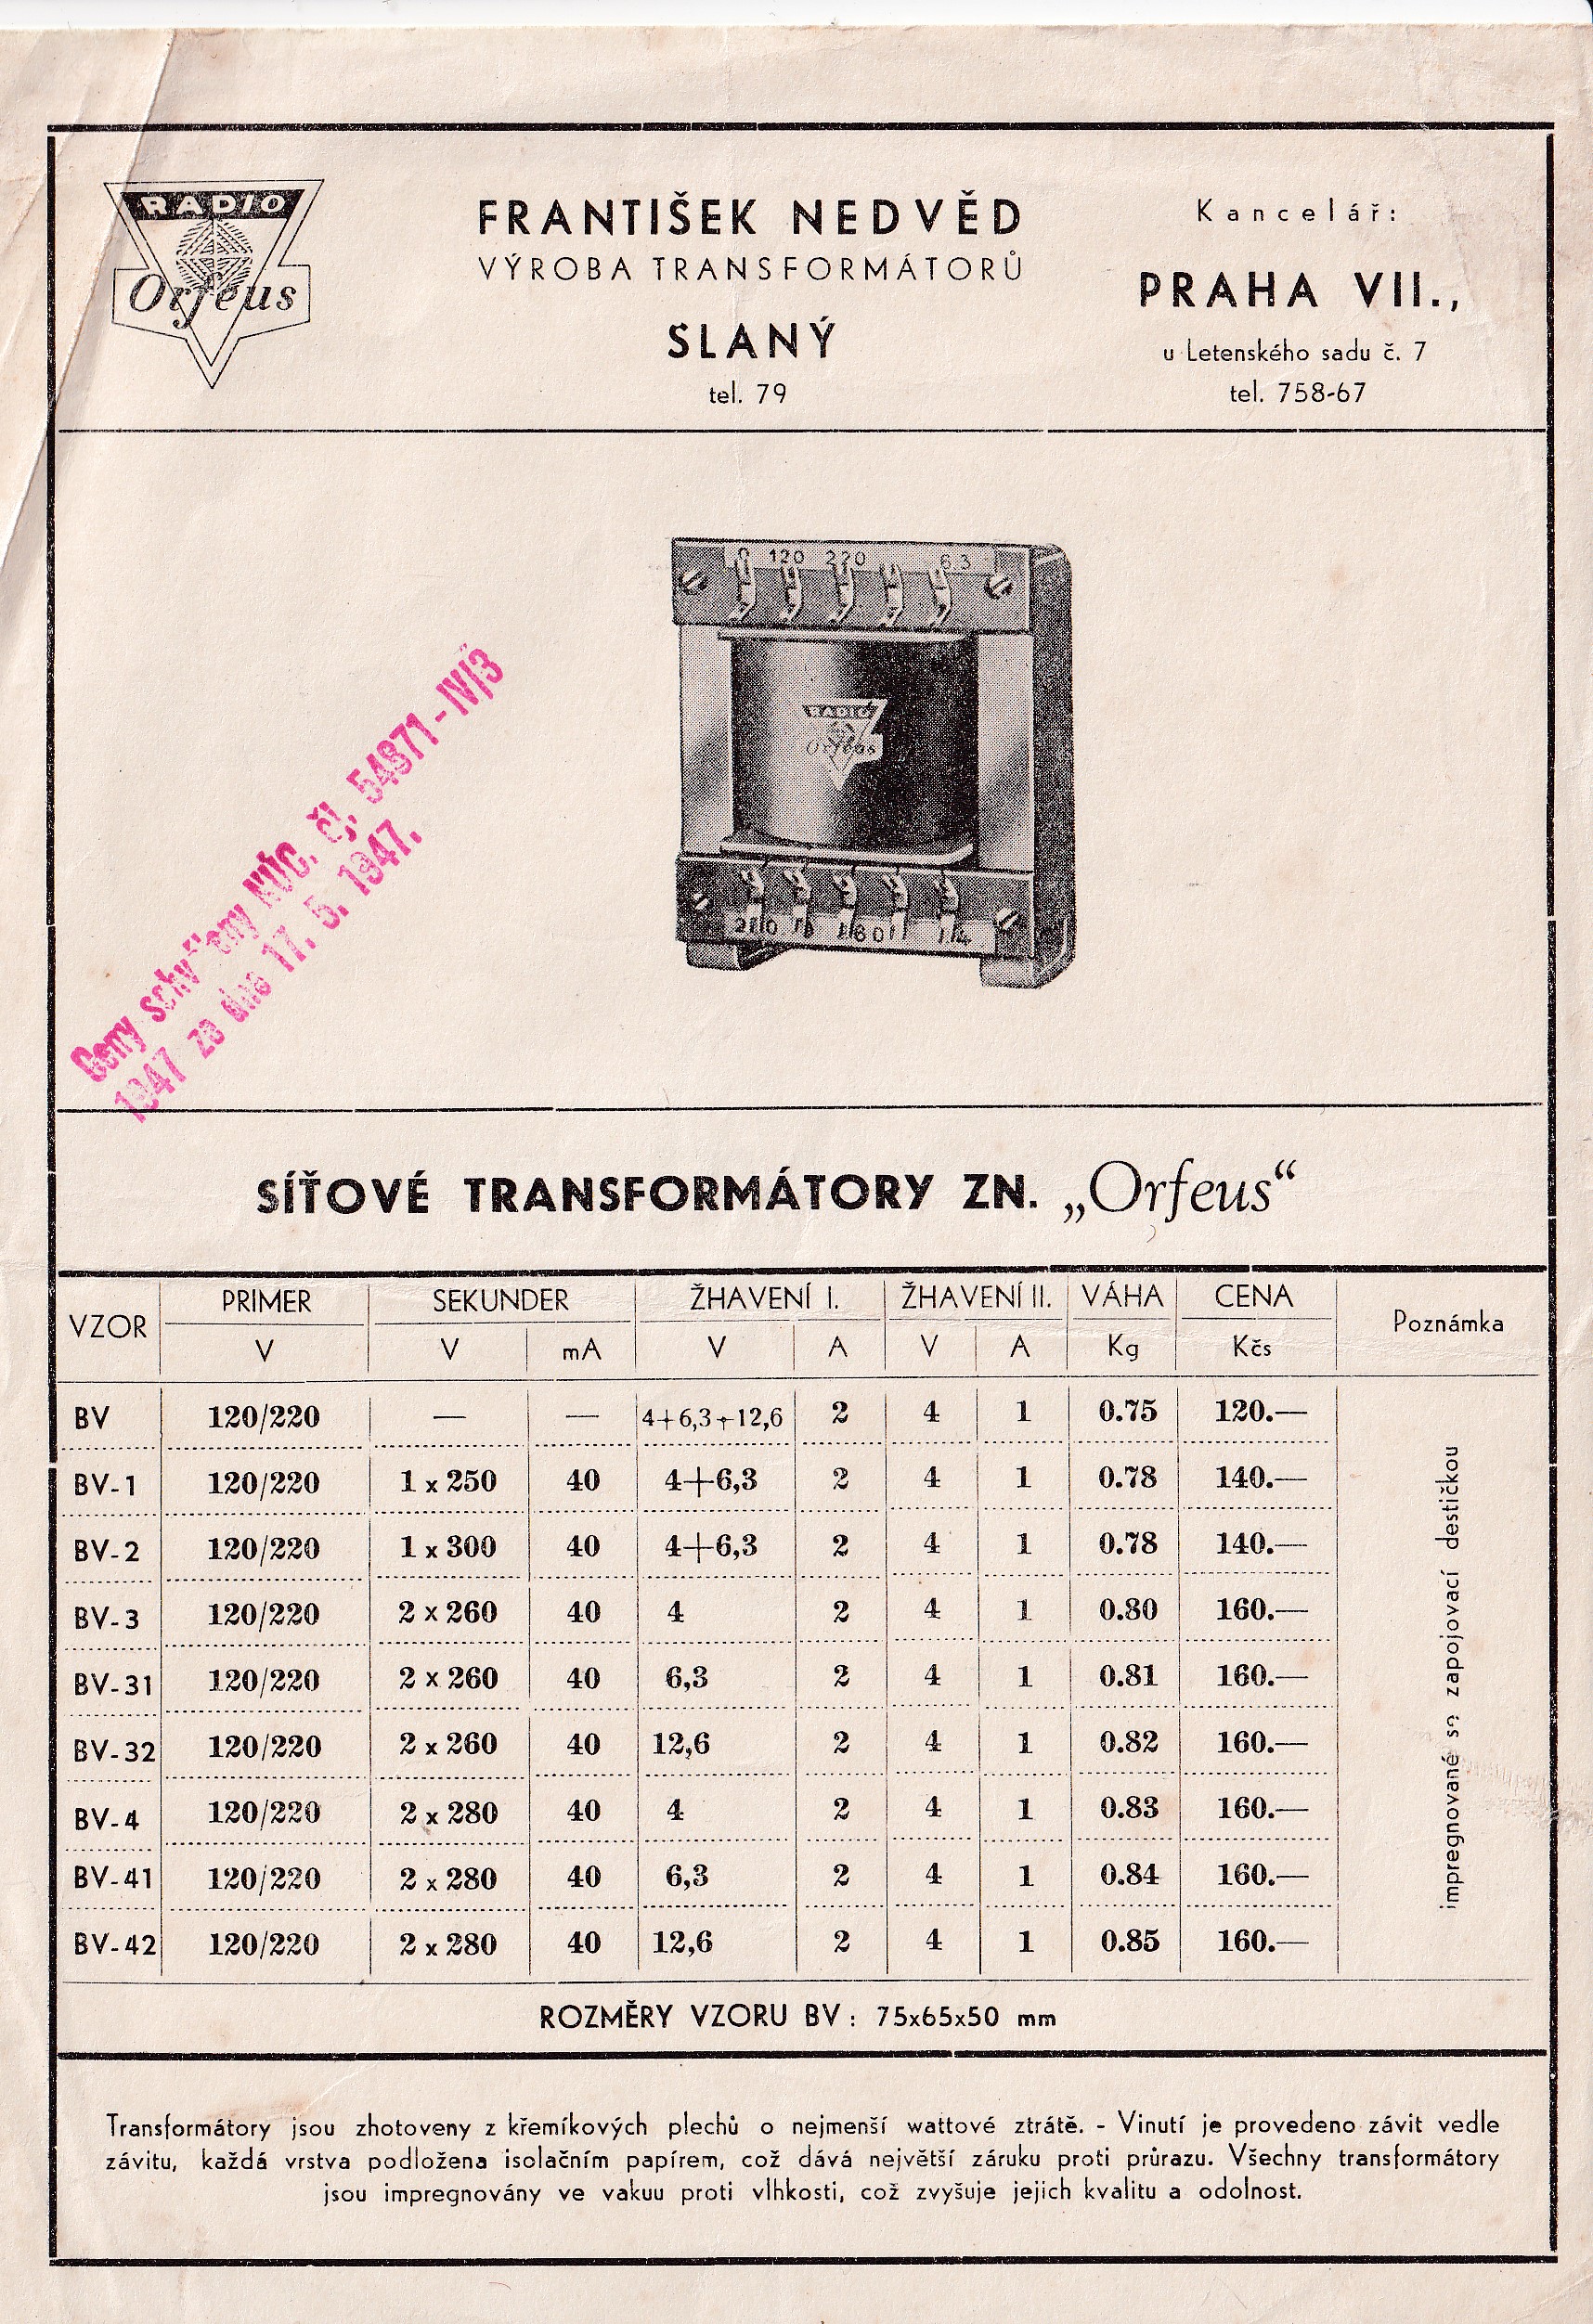 RADIO
Orfeus
FRANTIŠEK NEDVĚD
VÝROBA TRANSFORMÁTORŮ
SLANÝ
tel. 79
Kancelář:
PRAHA VII.,
u Letenského sadu č. 7
tel. 758-67
0 120 220 6.3
RADIO
Orfeus
Ceny NÚC. čj. 54871-IV/3
1947 ze dne 17. 5. 1947.
SÍŤOVÉ TRANSFORMÁTORY ZN. „Orfeus“
VZOR PRIMER SEKUNDER ŽHAVENÍ I. ŽHAVENÍ II. VÁHA CENA Poznámka
V V mA V A V A Kg Kčs
BV 120/220 — — 4+6,3+12,6 2 4 1 0.75 120.—
BV-1 120/220 1 x 250 40 4+6,3 2 4 1 0.78 140.—
BV-2 120/220 1 x 300 40 4+6,3 2 4 1 0.78 140.—
BV-3 120/220 2 x 260 40 4 2 4 1 0.80 160.—
BV-31 120/220 2 x 260 40 6,3 2 4 1 0.81 160.—
BV-32 120/220 2 x 260 40 12,6 2 4 1 0.82 160.—
BV-4 120/220 2 x 280 40 4 2 4 1 0.83 160.—
BV-41 120/220 2 x 280 40 6,3 2 4 1 0.84 160.—
BV-42 120/220 2 x 280 40 12,6 2 4 1 0.85 160.—
impregnované se zapojovací destičkou
ROZMĚRY VZORU BV: 75x65x50 mm
Transformátory jsou zhotoveny z křemíkových plechů o nejmenší wattové ztrátě. - Vinutí je provedeno závit vedle
závitu, každá vrstva podložena isolačním papírem, což dává největší záruku proti průrazu. Všechny transformátory
jsou impregnovány ve vakuu proti vlhkosti, což zvyšuje jejich kvalitu a odolnost.